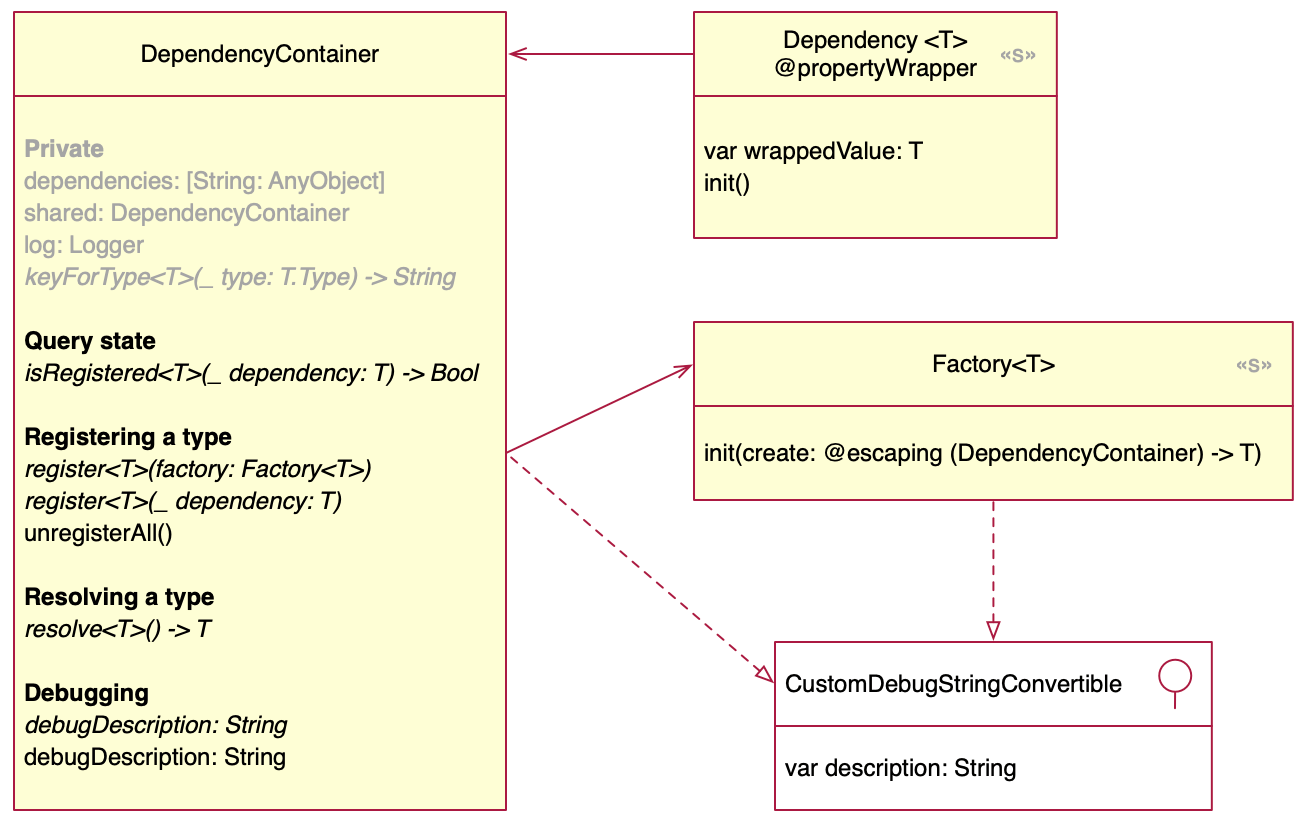 DependencyContainer
Private
dependencies: [String: AnyObject]
shared: DependencyContainer
log: Logger
keyForType<T>(_ type: T.Type) -> String
Query state
isRegistered<T>(_ dependency: T) -> Bool
Registering a type
register<T>(factory: Factory<T>)
register<T>(_ dependency: T)
unregisterAll()
Resolving a type
resolve<T>() -> T
Debugging
debugDescription: String
debugDescription: String
Dependency <T>
@propertyWrapper
«S»
var wrappedValue: T
init()
Factory<T>
«S»
init(create: @escaping (DependencyContainer) -> T)
CustomDebugStringConvertible
var description: String